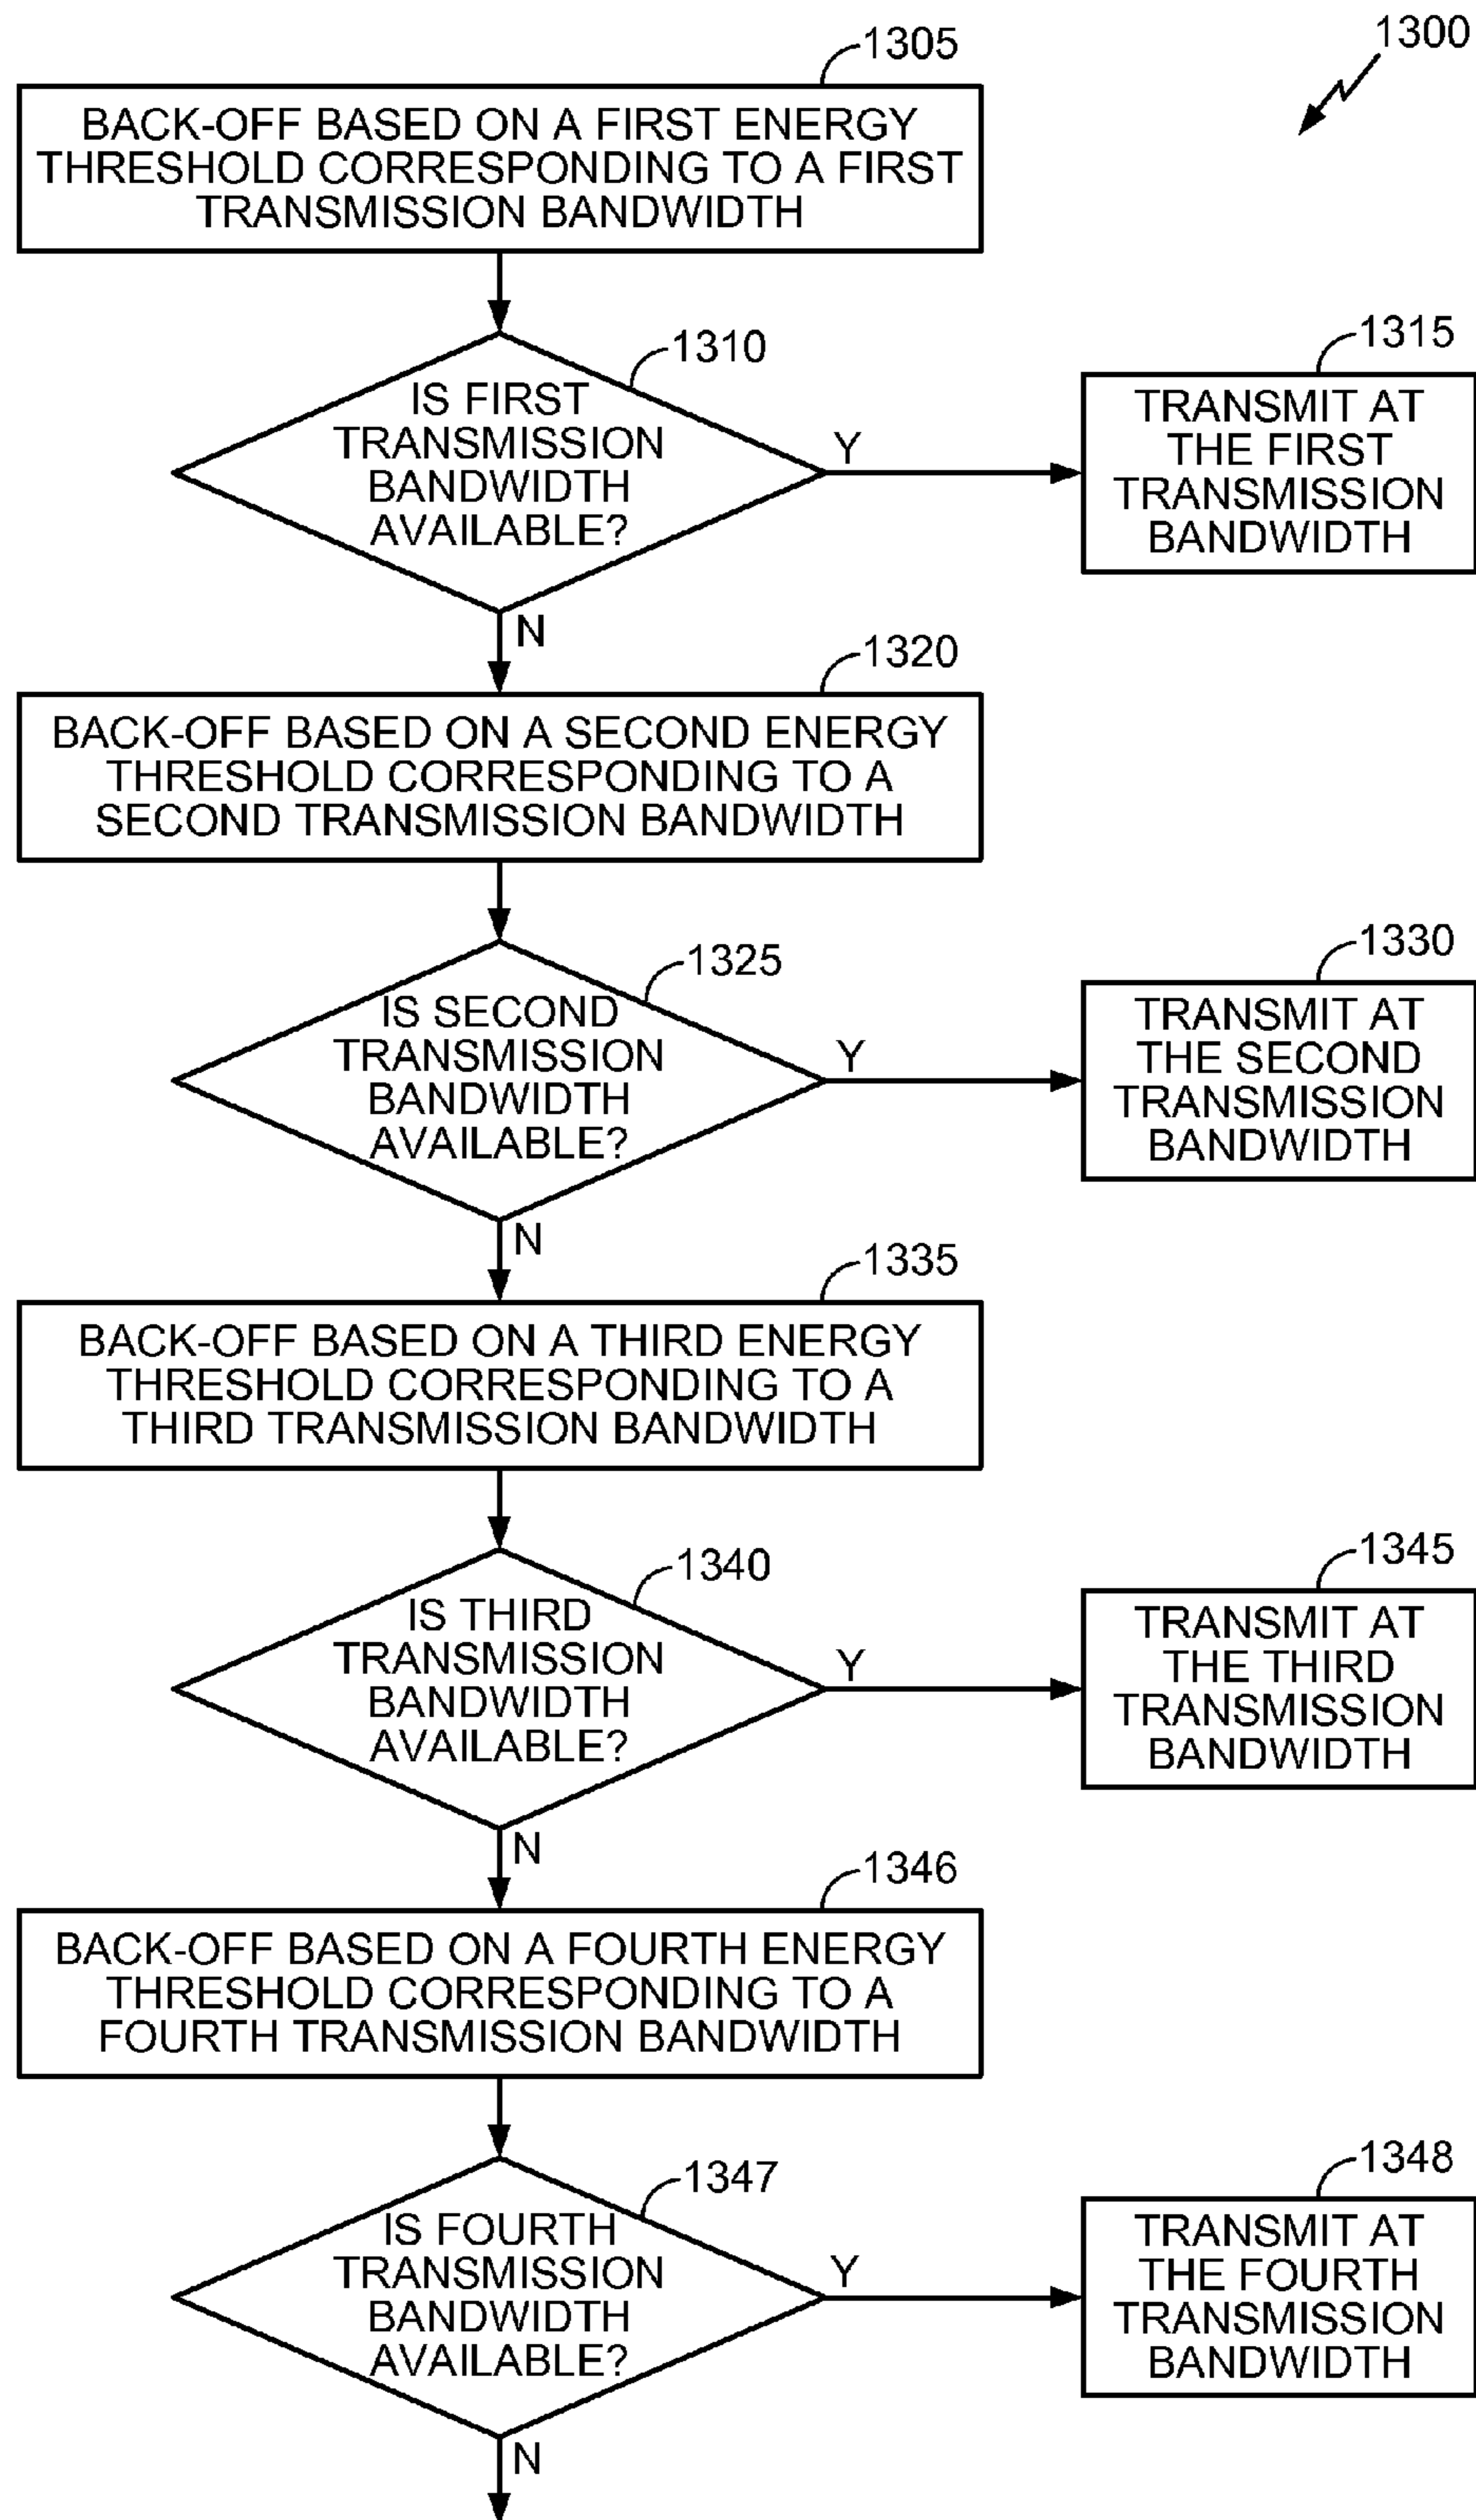 1300
1305
BACK-OFF BASED ON A FIRST ENERGY
THRESHOLD CORRESPONDING TO A FIRST
TRANSMISSION BANDWIDTH
1310
IS FIRST
TRANSMISSION
BANDWIDTH
AVAILABLE?
Y
1315
TRANSMIT AT
THE FIRST
TRANSMISSION
BANDWIDTH
N
1320
BACK-OFF BASED ON A SECOND ENERGY
THRESHOLD CORRESPONDING TO A
SECOND TRANSMISSION BANDWIDTH
1325
IS SECOND
TRANSMISSION
BANDWIDTH
AVAILABLE?
Y
1330
TRANSMIT AT
THE SECOND
TRANSMISSION
BANDWIDTH
N
1335
BACK-OFF BASED ON A THIRD ENERGY
THRESHOLD CORRESPONDING TO A
THIRD TRANSMISSION BANDWIDTH
1340
IS THIRD
TRANSMISSION
BANDWIDTH
AVAILABLE?
Y
1345
TRANSMIT AT
THE THIRD
TRANSMISSION
BANDWIDTH
N
1346
BACK-OFF BASED ON A FOURTH ENERGY
THRESHOLD CORRESPONDING TO A
FOURTH TRANSMISSION BANDWIDTH
1347
IS FOURTH
TRANSMISSION
BANDWIDTH
AVAILABLE?
Y
1348
TRANSMIT AT
THE FOURTH
TRANSMISSION
BANDWIDTH
N